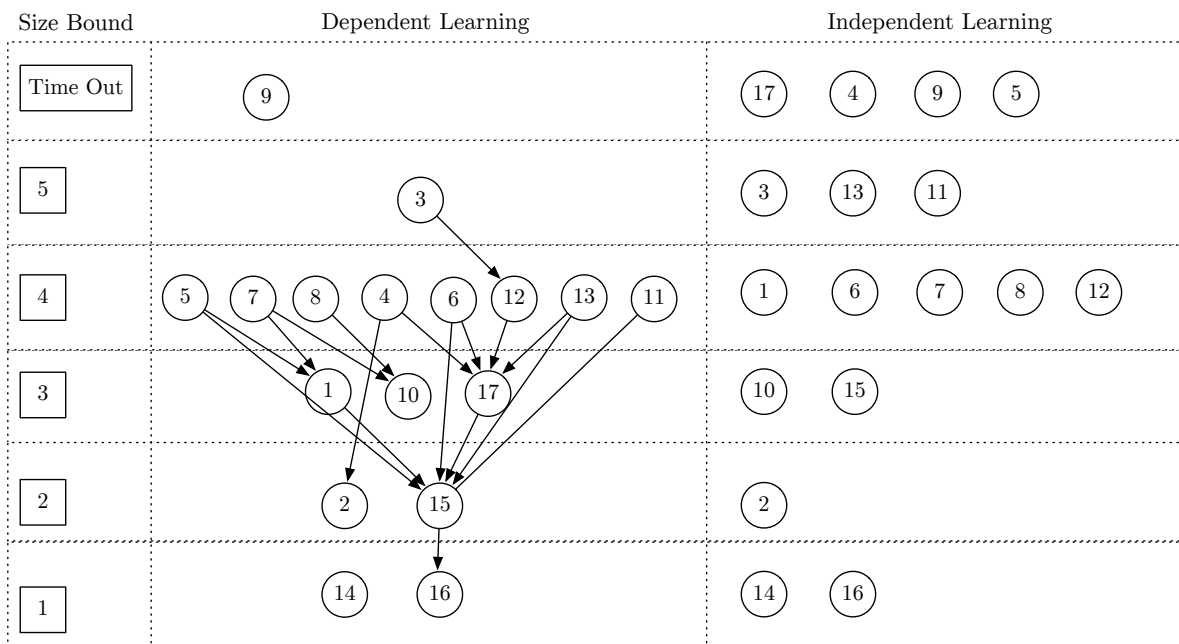 Size Bound Dependent Learning Independent Learning
Time Out 9 17 4 9 5
5 3 3 13 11
4 5 7 8 4 6 12 13 11 1 6 7 8 12
3 1 10 17 10 15
2 2 15 2
1 14 16 14 16